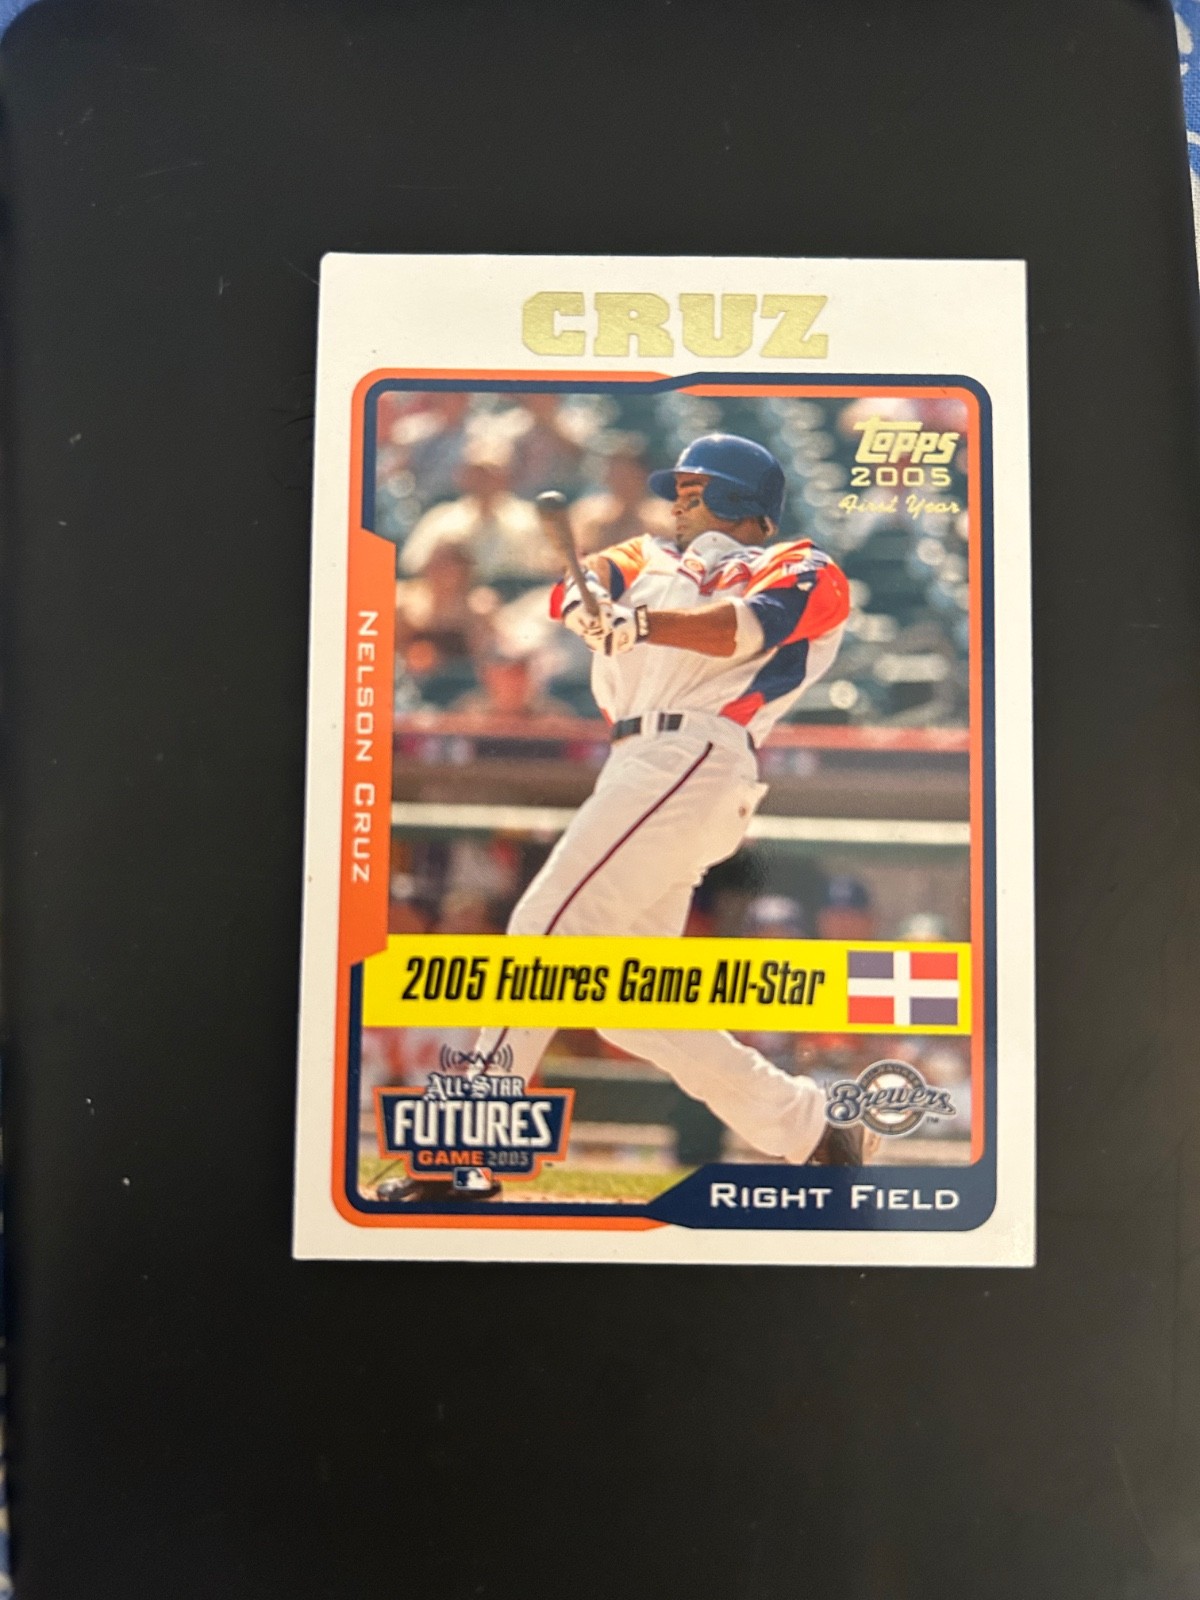 CRUZ
Topps
2005
First Year
NELSON CRUZ
2005 Futures Game All-Star
ALL-STAR
FUTURES
GAME 2005
Brewers
RIGHT FIELD